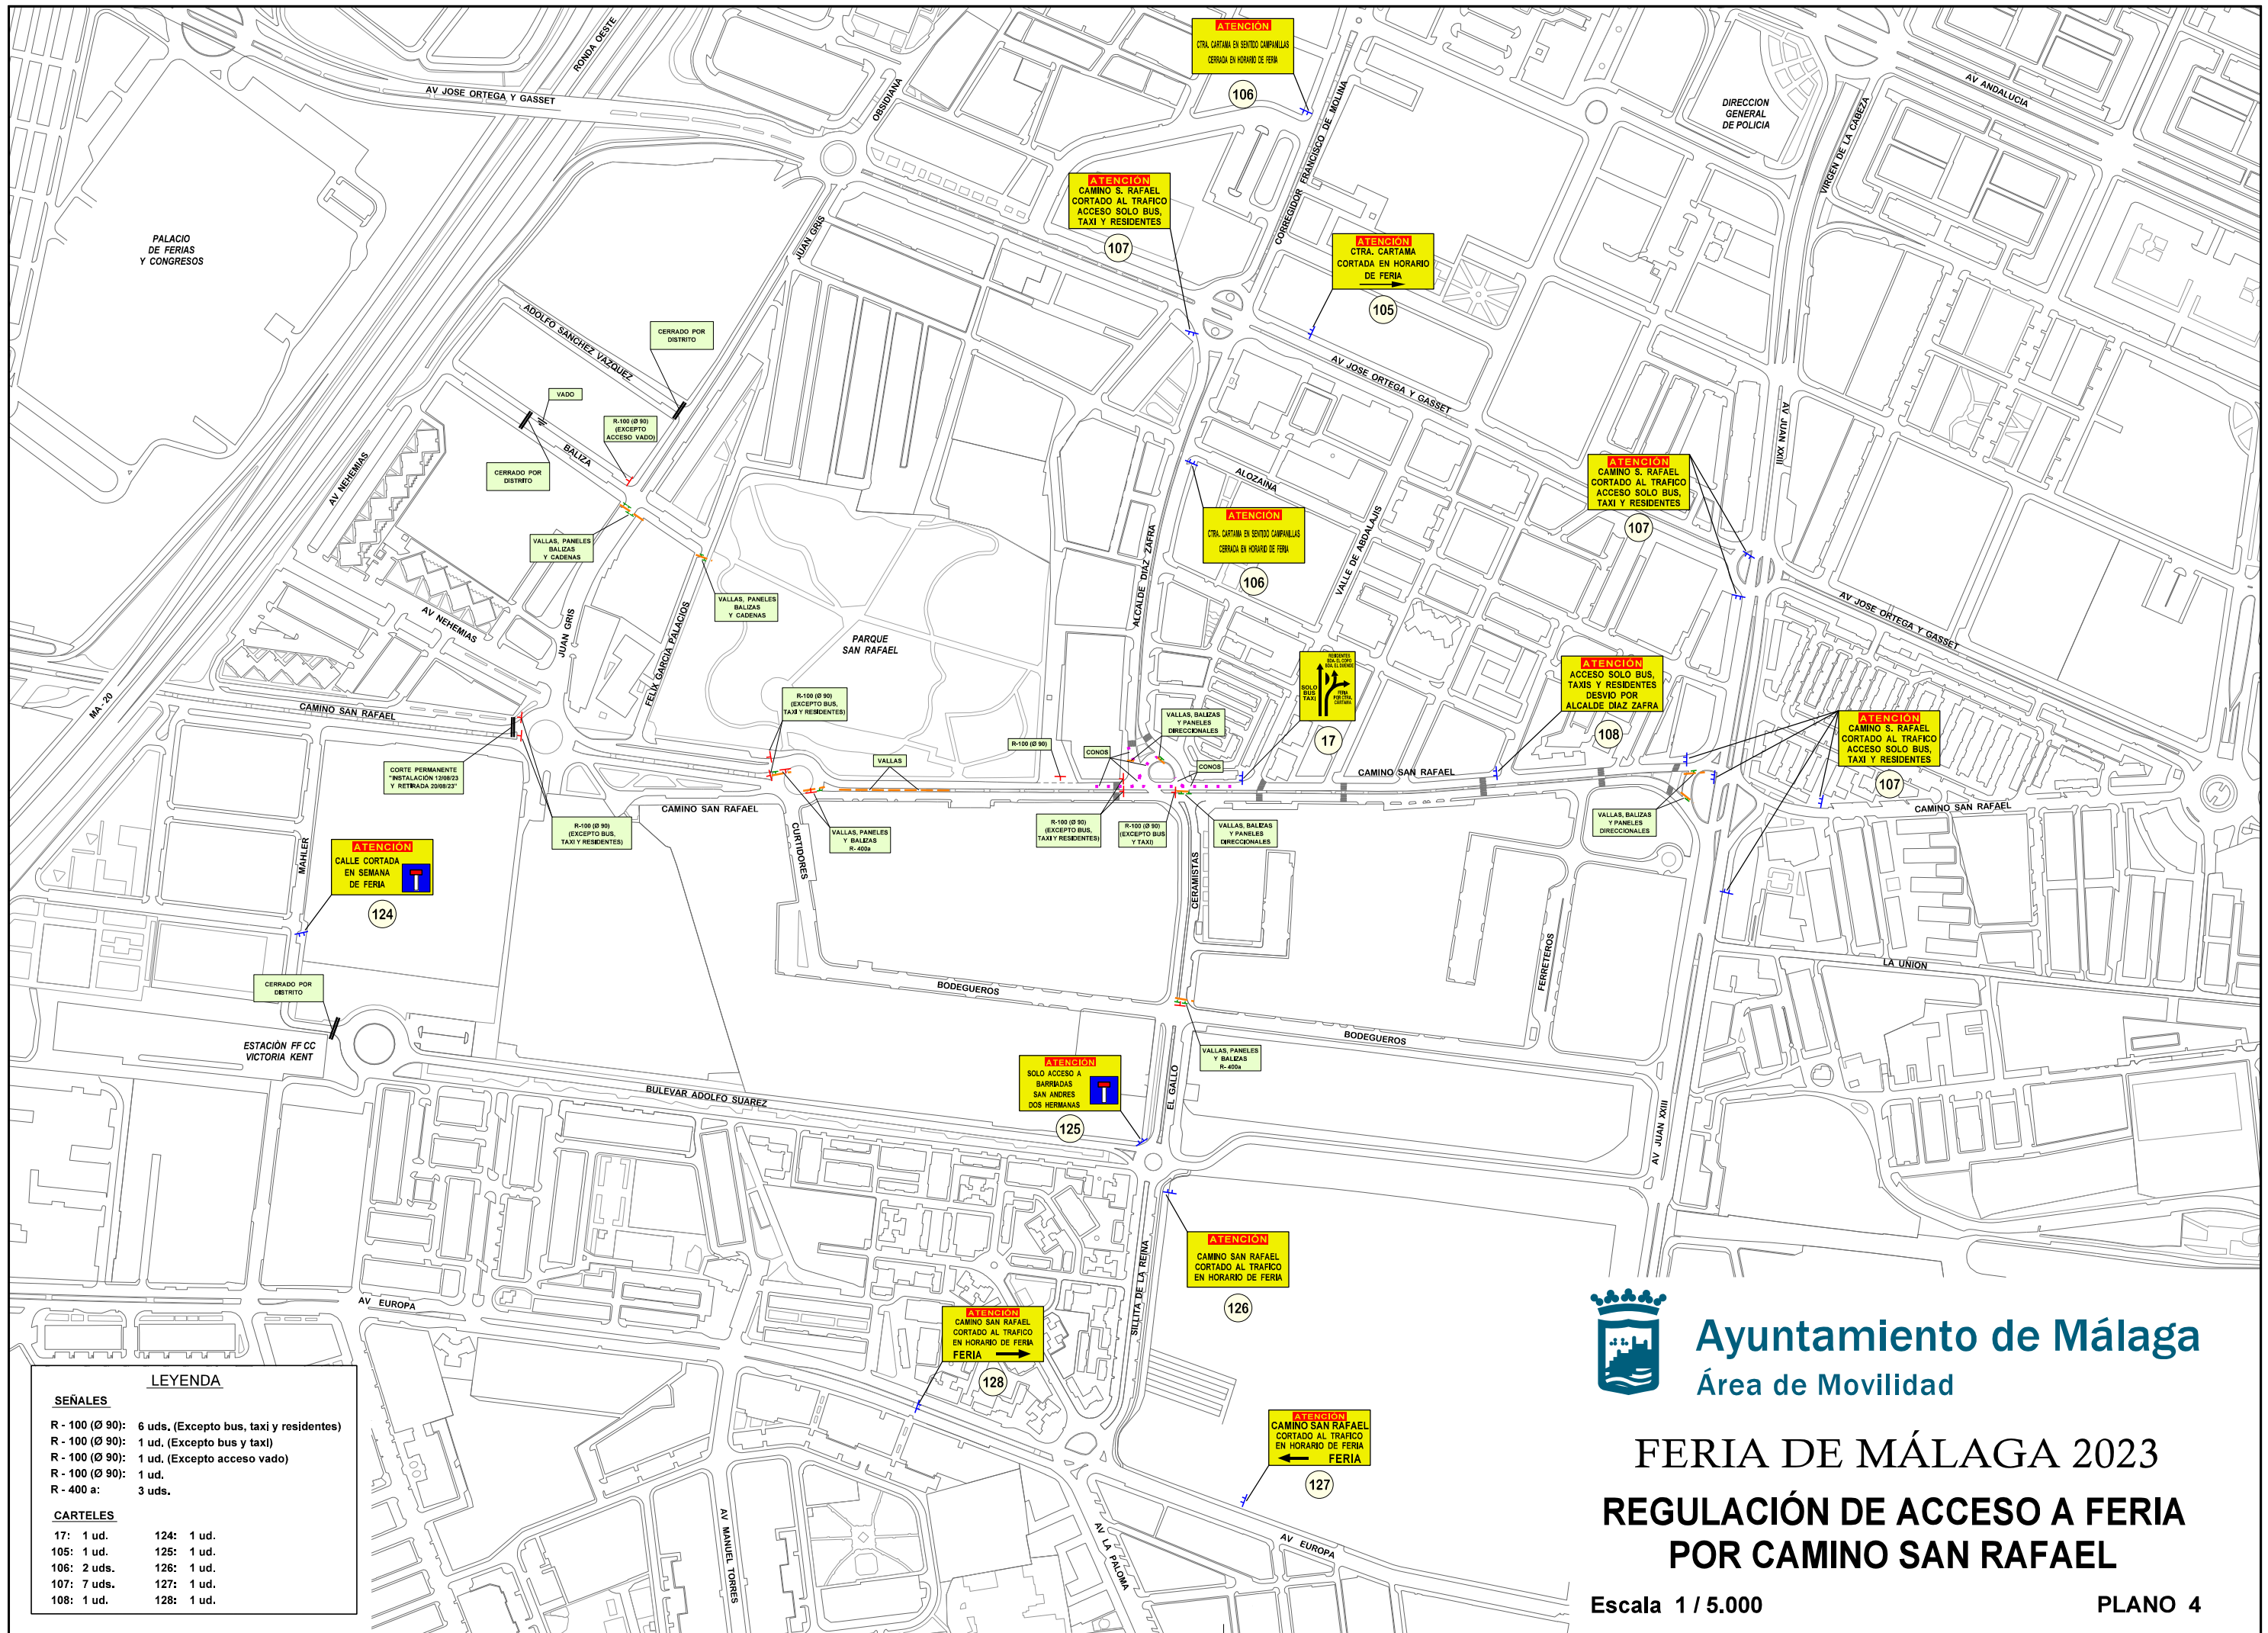 RONDA OESTE
AV JOSE ORTEGA Y GASSET
OBSIDIANA
ATENCIÓN
CTRA. CARTAMA EN SENTIDO CAMPANILLAS
CERRADA EN HORARIO DE FERIA
106
CORREGIDOR FRANCISCO DE MOLINA
DIRECCION
GENERAL
DE POLICIA
AV ANDALUCIA
VIRGEN DE LA CABEZA
PALACIO
DE FERIAS
Y CONGRESOS
JUAN GRIS
ATENCIÓN
CAMINO S. RAFAEL
CORTADO AL TRAFICO
ACCESO SOLO BUS,
TAXI Y RESIDENTES
107
ATENCIÓN
CTRA. CARTAMA
CORTADA EN HORARIO
DE FERIA
105
ADOLFO SANCHEZ VAZQUEZ
CERRADO POR
DISTRITO
VADO
R-100 (Ø 90)
(EXCEPTO
ACCESO VADO)
BALIZA
CERRADO POR
DISTRITO
AV NEHEMIAS
VALLAS, PANELES
BALIZAS
Y CADENAS
VALLAS, PANELES
BALIZAS
Y CADENAS
AV NEHEMIAS
JUAN GRIS
FELIX GARCIA PALACIOS
PARQUE
SAN RAFAEL
AV JOSE ORTEGA Y GASSET
ALOZAINA
ATENCIÓN
CTRA. CARTAMA EN SENTIDO CAMPANILLAS
CERRADA EN HORARIO DE FERIA
106
ALCALDE DIAZ ZAFRA
VALLE DE ABDALAJIS
AV JUAN XXIII
ATENCIÓN
CAMINO S. RAFAEL
CORTADO AL TRAFICO
ACCESO SOLO BUS,
TAXI Y RESIDENTES
107
AV JOSE ORTEGA Y GASSET
MA - 20
CAMINO SAN RAFAEL
CORTE PERMANENTE
"INSTALACIÓN 12/08/23
Y RETIRADA 20/08/23"
R-100 (Ø 90)
(EXCEPTO BUS,
TAXI Y RESIDENTES)
R-100 (Ø 90)
(EXCEPTO BUS,
TAXI Y RESIDENTES)
VALLAS
R-100 (Ø 90)
CONOS
VALLAS, BALIZAS
Y PANELES
DIRECCIONALES
CONOS
RESIDENTES
SOLO
BUS
TAXI
FERIA
POR CTRA.
CARTAMA
17
ATENCIÓN
ACCESO SOLO BUS,
TAXIS Y RESIDENTES
DESVIO POR
ALCALDE DIAZ ZAFRA
108
ATENCIÓN
CAMINO S. RAFAEL
CORTADO AL TRAFICO
ACCESO SOLO BUS,
TAXI Y RESIDENTES
107
CAMINO SAN RAFAEL
CAMINO SAN RAFAEL
CAMINO SAN RAFAEL
CURTIDORES
VALLAS, PANELES
Y BALIZAS
R- 400a
R-100 (Ø 90)
(EXCEPTO BUS,
TAXI Y RESIDENTES)
R-100 (Ø 90)
(EXCEPTO BUS
Y TAXI)
VALLAS, BALIZAS
Y PANELES
DIRECCIONALES
VALLAS, BALIZAS
Y PANELES
DIRECCIONALES
MAHLER
ATENCIÓN
CALLE CORTADA
EN SEMANA
DE FERIA
124
CERAMISTAS
FERRETEROS
LA UNION
CERRADO POR
DISTRITO
BODEGUEROS
BODEGUEROS
ESTACIÓN FF CC
VICTORIA KENT
VALLAS, PANELES
Y BALIZAS
R- 400a
ATENCIÓN
SOLO ACCESO A
BARRIADAS
SAN ANDRES
DOS HERMANAS
125
EL GALLO
BULEVAR ADOLFO SUAREZ
AV JUAN XXIII
SILLITA DE LA REINA
ATENCIÓN
CAMINO SAN RAFAEL
CORTADO AL TRAFICO
EN HORARIO DE FERIA
126
AV EUROPA
ATENCIÓN
CAMINO SAN RAFAEL
CORTADO AL TRAFICO
EN HORARIO DE FERIA
FERIA
128
ATENCIÓN
CAMINO SAN RAFAEL
CORTADO AL TRAFICO
EN HORARIO DE FERIA
FERIA
127
AV MANUEL TORRES
AV LA PALOMA
AV EUROPA
LEYENDA
SEÑALES
R - 100 (Ø 90): 6 uds. (Excepto bus, taxi y residentes)
R - 100 (Ø 90): 1 ud. (Excepto bus y taxi)
R - 100 (Ø 90): 1 ud. (Excepto acceso vado)
R - 100 (Ø 90): 1 ud.
R - 400 a: 3 uds.
CARTELES
17: 1 ud. 124: 1 ud.
105: 1 ud. 125: 1 ud.
106: 2 uds. 126: 1 ud.
107: 7 uds. 127: 1 ud.
108: 1 ud. 128: 1 ud.
Ayuntamiento de Málaga
Área de Movilidad
FERIA DE MÁLAGA 2023
REGULACIÓN DE ACCESO A FERIA
POR CAMINO SAN RAFAEL
Escala 1 / 5.000
PLANO 4